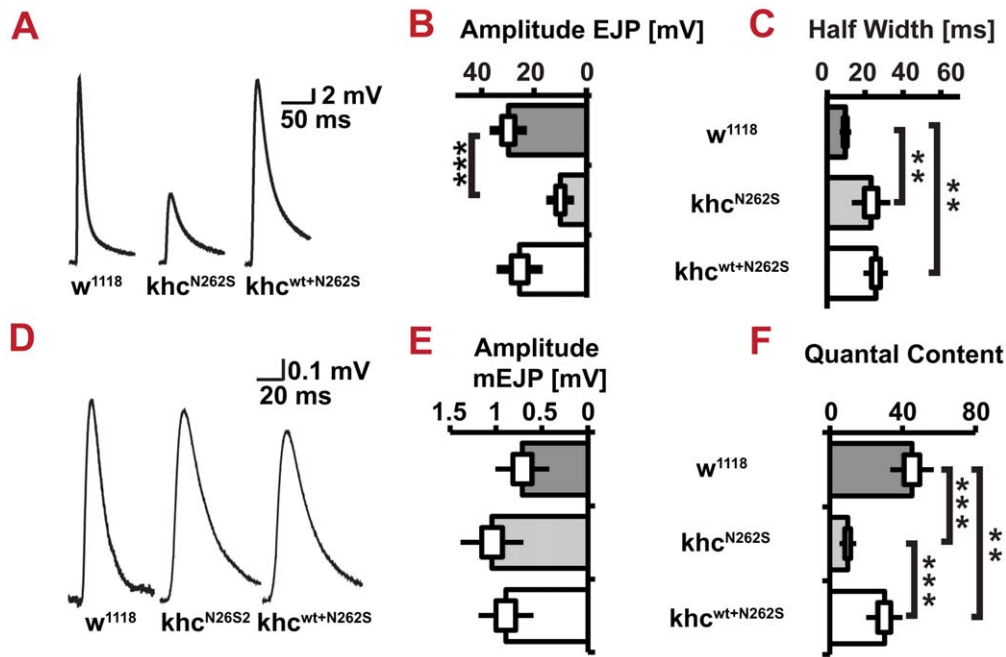 A
2 mV
50 ms
w1118
khcN262S
khcwt+N262S
B
Amplitude EJP [mV]
40 20 0
***
C
Half Width [ms]
0 20 40 60
**
**
w1118
khcN262S
khcwt+N262S
D
0.1 mV
20 ms
w1118
khcN26S2
khcwt+N262S
E
Amplitude
mEJP [mV]
1.5 1 0.5 0
F
Quantal Content
0 40 80
***
***
**
w1118
khcN262S
khcwt+N262S